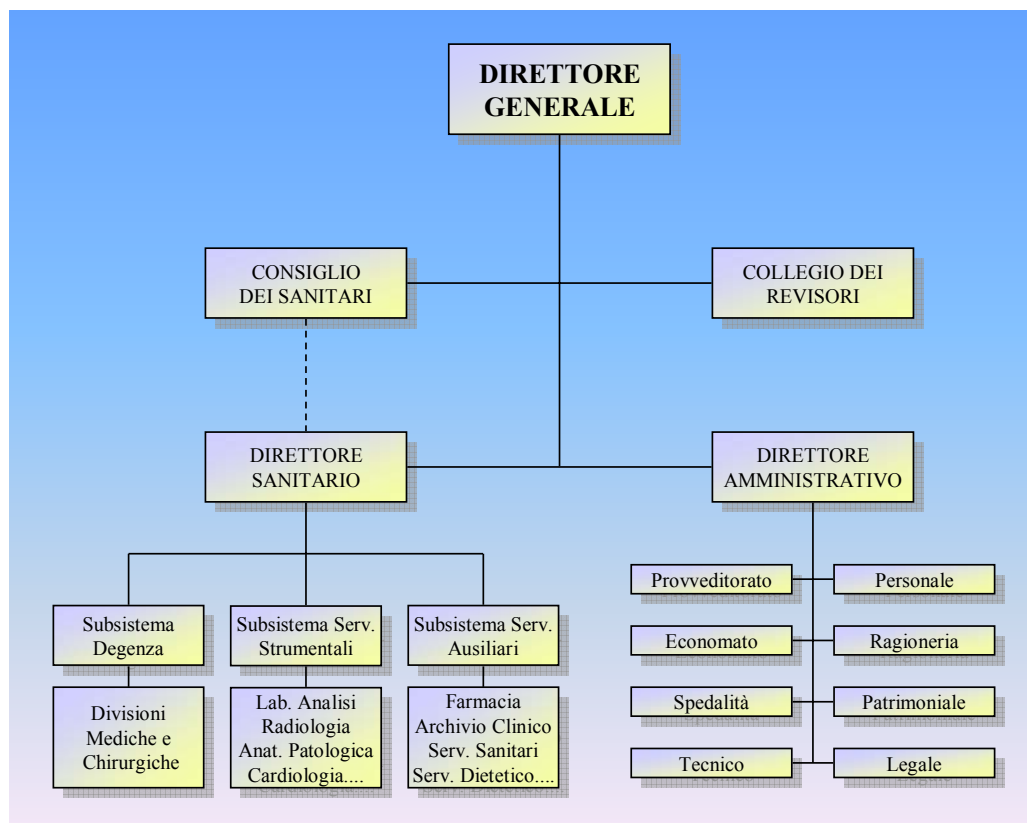 DIRETTORE
GENERALE
CONSIGLIO
DEI SANITARI
COLLEGIO DEI
REVISORI
DIRETTORE
SANITARIO
DIRETTORE
AMMINISTRATIVO
Subsistema
Degenza
Subsistema Serv.
Strumentali
Subsistema Serv.
Ausiliari
Divisioni
Mediche e
Chirurgiche
Lab. Analisi
Radiologia
Anat. Patologica
Cardiologia....
Farmacia
Archivio Clinico
Serv. Sanitari
Serv. Dietetico....
Provveditorato
Personale
Economato
Ragioneria
Spedalità
Patrimoniale
Tecnico
Legale